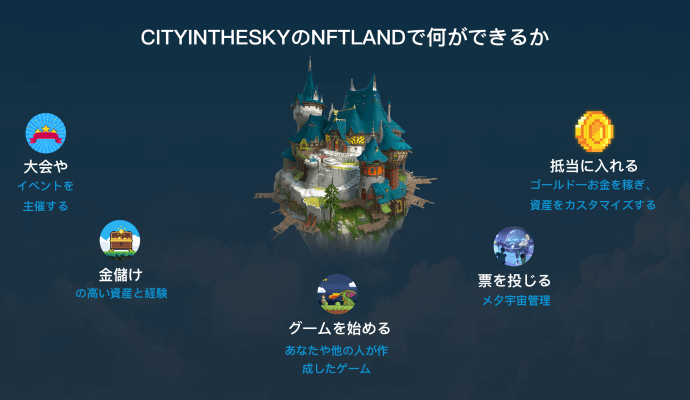 CITYINTHESKYのNFTLANDで何ができるか
大会や
イベントを
主催する
金儲け
の高い資産と経験
グームを始める
あなたや他の人が作
成したゲーム
票を投じる
メタ宇宙管理
抵当に入れる
ゴールドーお金を稼ぎ、
資産をカスタマイズする